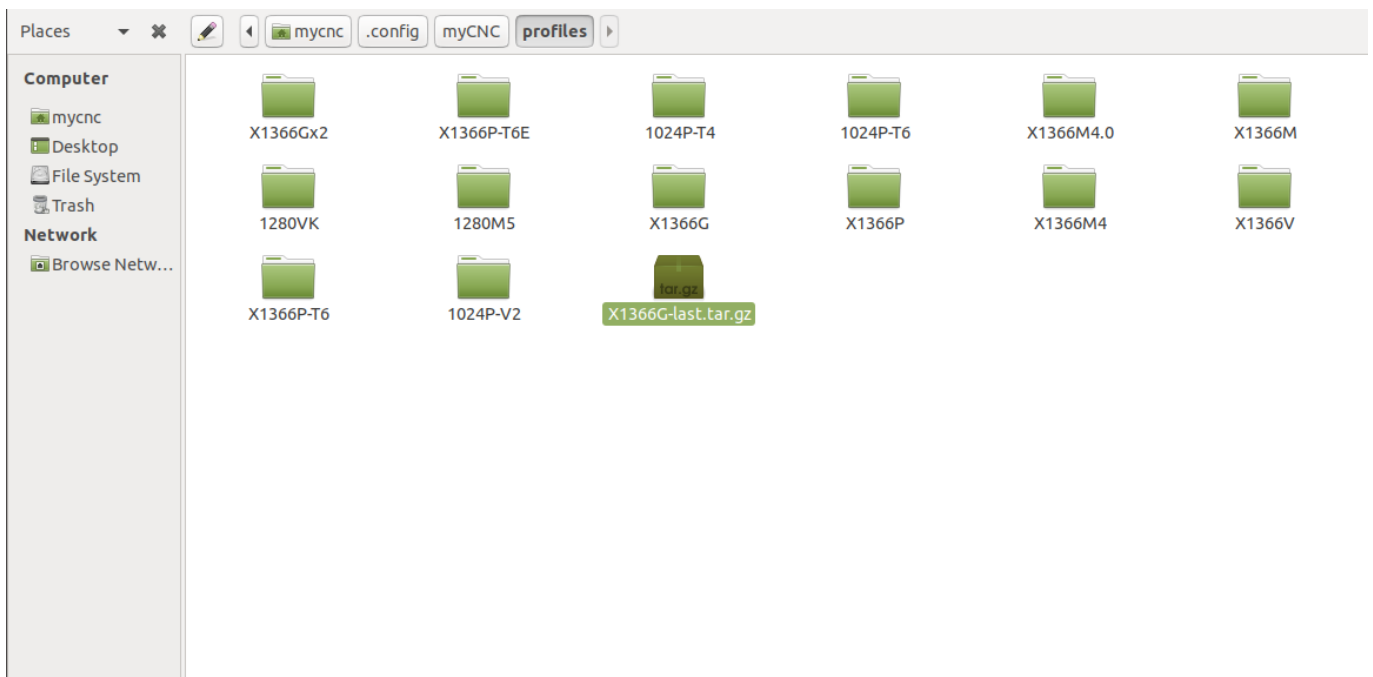 Places
mycnc .config myCNC profiles
Computer
mycnc
Desktop
File System
Trash
Network
Browse Netw...
X1366Gx2 X1366P-T6E 1024P-T4 1024P-T6 X1366M4.0 X1366M
1280VK 1280M5 X1366G X1366P X1366M4 X1366V
tar.gz
X1366P-T6 1024P-V2 X1366G-last.tar.gz